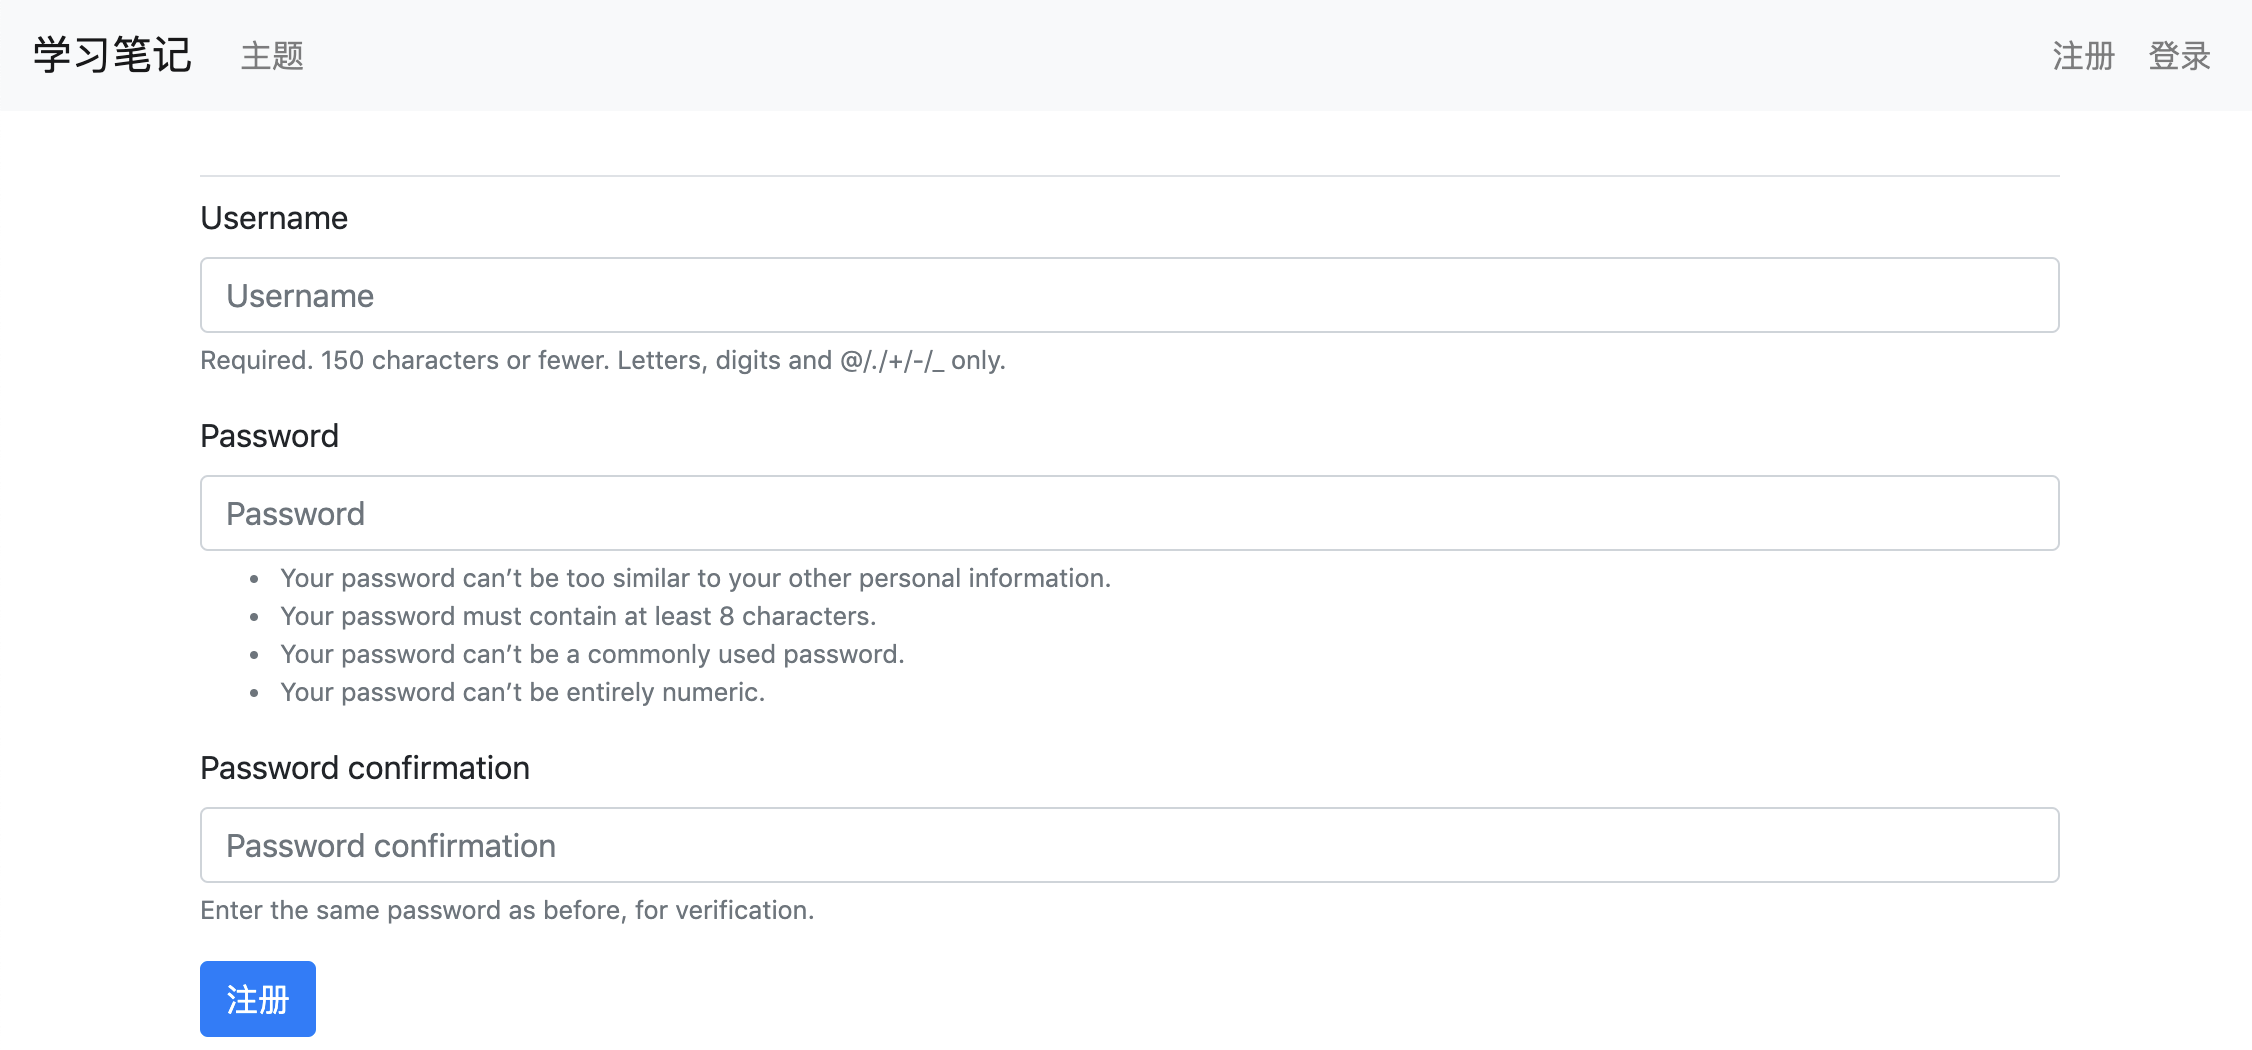 学习笔记 主题 注册 登录
Username
Username
Required. 150 characters or fewer. Letters, digits and @/./+/-/_ only.
Password
Password
• Your password can’t be too similar to your other personal information.
• Your password must contain at least 8 characters.
• Your password can’t be a commonly used password.
• Your password can’t be entirely numeric.
Password confirmation
Password confirmation
Enter the same password as before, for verification.
注册